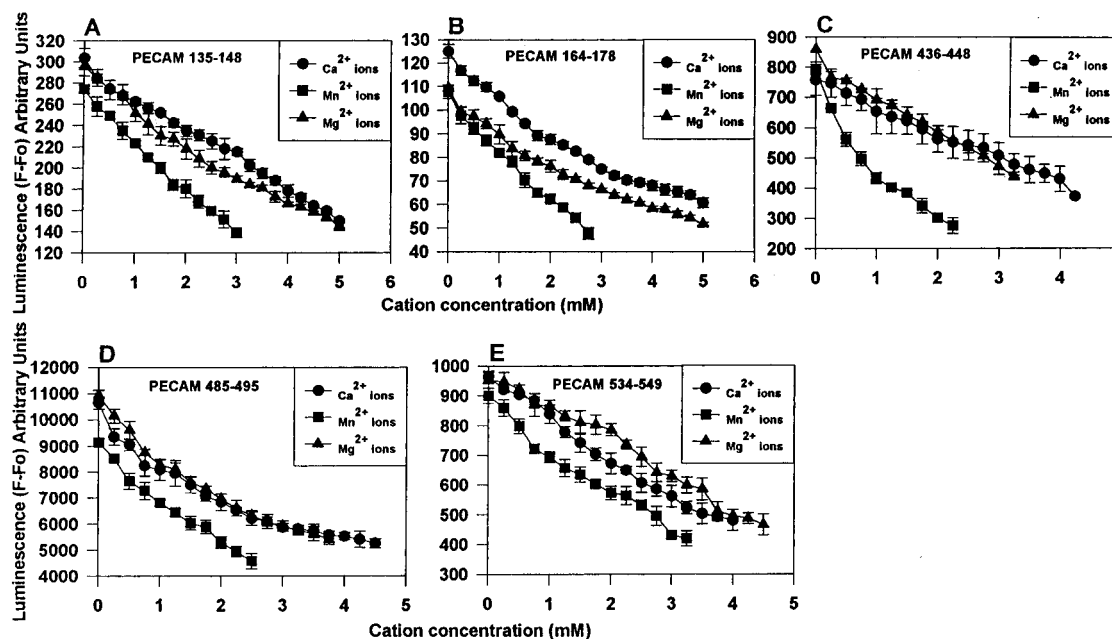 A
PECAM 135-148
Ca2+ ions
Mn2+ ions
Mg2+ ions
320
300
280
260
240
220
200
180
160
140
120
0 1 2 3 4 5 6
B
PECAM 164-178
Ca2+ ions
Mn2+ ions
Mg2+ ions
130
120
110
100
90
80
70
60
50
40
0 1 2 3 4 5 6
C
PECAM 436-448
Ca2+ ions
Mn2+ ions
Mg2+ ions
900
800
700
600
500
400
300
200
0 1 2 3 4 5
Luminescence (F-Fo) Arbitrary Units
Cation concentration (mM)
D
PECAM 485-495
Ca2+ ions
Mn2+ ions
Mg2+ ions
12000
11000
10000
9000
8000
7000
6000
5000
4000
0 1 2 3 4 5
E
PECAM 534-549
Ca2+ ions
Mn2+ ions
Mg2+ ions
1000
900
800
700
600
500
400
300
0 1 2 3 4 5
Luminescence (F-Fo) Arbitrary Units
Cation concentration (mM)